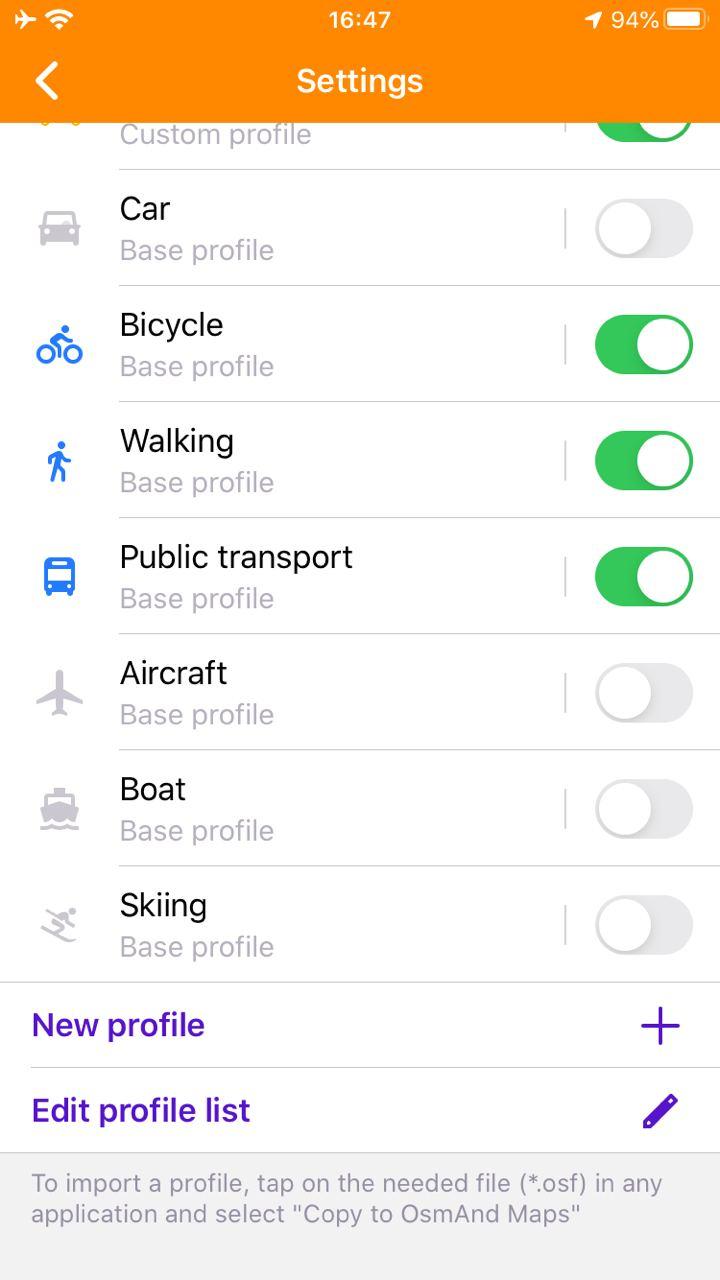 16:47
94%
Settings
Custom profile
Car
Base profile
Bicycle
Base profile
Walking
Base profile
Public transport
Base profile
Aircraft
Base profile
Boat
Base profile
Skiing
Base profile
New profile
Edit profile list
To import a profile, tap on the needed file (*.osf) in any
application and select "Copy to OsmAnd Maps"